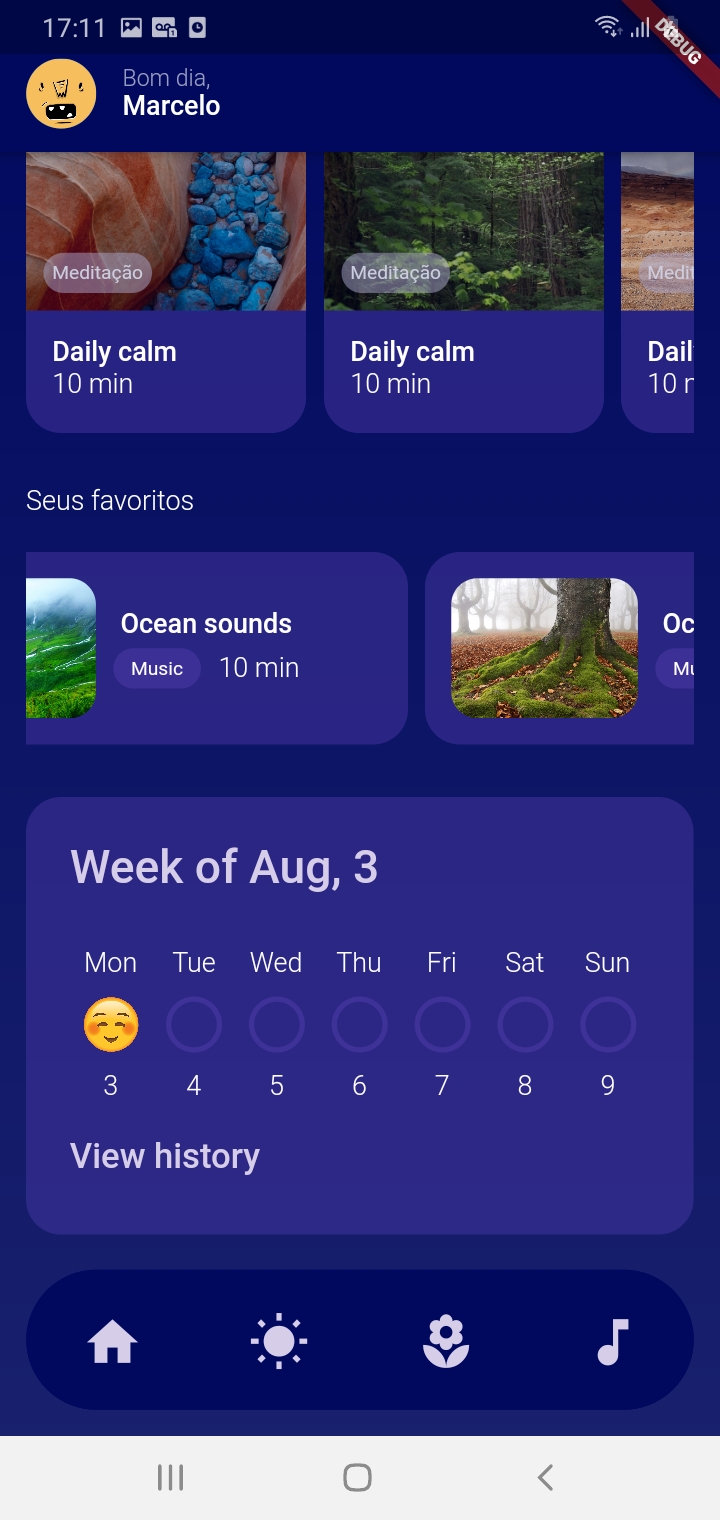 17:11
DEBUG
Bom dia,
Marcelo
Meditação
Meditação
Medit
Daily calm
10 min
Daily calm
10 min
Dail
10 r
Seus favoritos
Ocean sounds
Music
10 min
Oc
Mu
Week of Aug, 3
Mon Tue Wed Thu Fri Sat Sun
3 4 5 6 7 8 9
View history